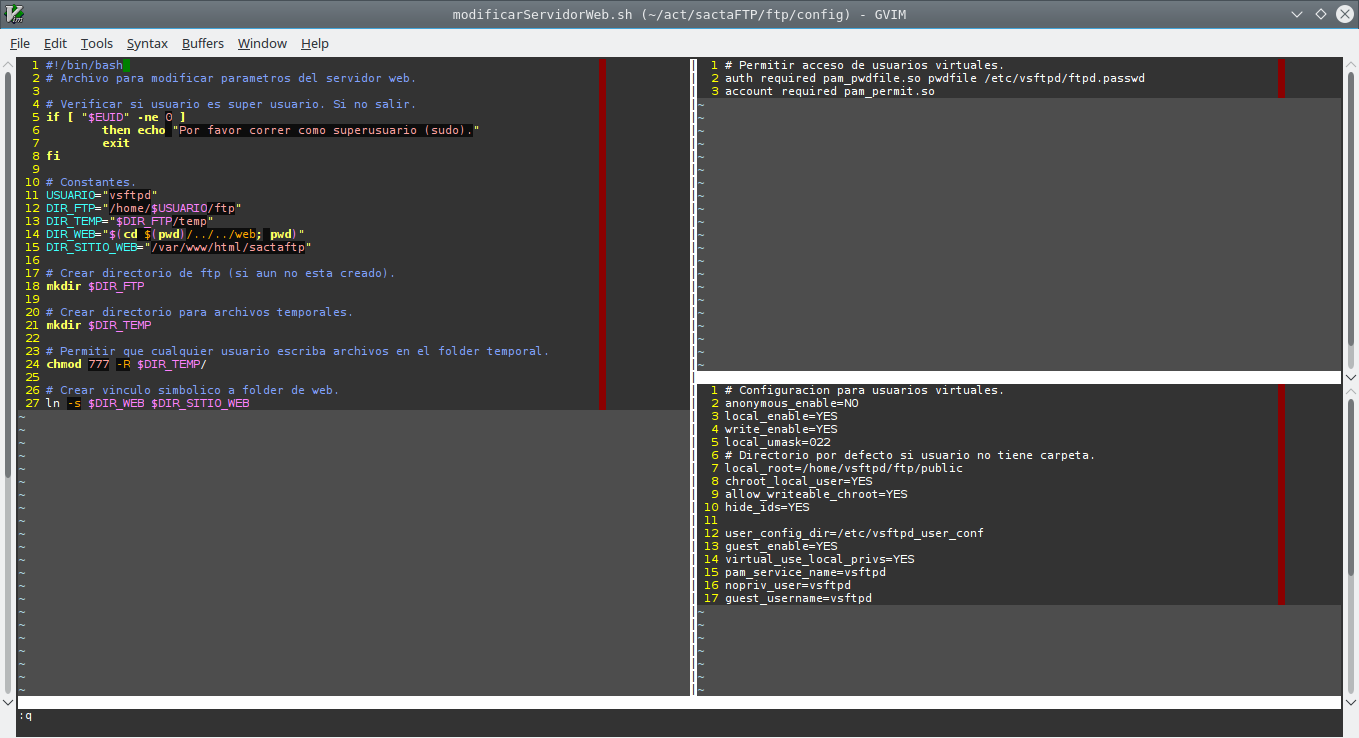 modificarServidorWeb.sh (~/act/sactaFTP/ftp/config) - GVIM
File Edit Tools Syntax Buffers Window Help
1 #!/bin/bash
2 # Archivo para modificar parametros del servidor web.
3
4 # Verificar si usuario es super usuario. Si no salir.
5 if [ "$EUID" -ne 0 ]
6 then echo "Por favor correr como superusuario (sudo)."
7 exit
8 fi
9
10 # Constantes.
11 USUARIO="vsftpd"
12 DIR_FTP="/home/$USUARIO/ftp"
13 DIR_TEMP="$DIR_FTP/temp"
14 DIR_WEB="$(cd $(pwd)/../../web; pwd)"
15 DIR_SITIO_WEB="/var/www/html/sactaftp"
16
17 # Crear directorio de ftp (si aun no esta creado).
18 mkdir $DIR_FTP
19
20 # Crear directorio para archivos temporales.
21 mkdir $DIR_TEMP
22
23 # Permitir que cualquier usuario escriba archivos en el folder temporal.
24 chmod 777 -R $DIR_TEMP/
25
26 # Crear vinculo simbolico a folder de web.
27 ln -s $DIR_WEB $DIR_SITIO_WEB
1 # Permitir acceso de usuarios virtuales.
2 auth required pam_pwdfile.so pwdfile /etc/vsftpd/ftpd.passwd
3 account required pam_permit.so
1 # Configuracion para usuarios virtuales.
2 anonymous_enable=NO
3 local_enable=YES
4 write_enable=YES
5 local_umask=022
6 # Directorio por defecto si usuario no tiene carpeta.
7 local_root=/home/vsftpd/ftp/public
8 chroot_local_user=YES
9 allow_writeable_chroot=YES
10 hide_ids=YES
11
12 user_config_dir=/etc/vsftpd_user_conf
13 guest_enable=YES
14 virtual_use_local_privs=YES
15 pam_service_name=vsftpd
16 nopriv_user=vsftpd
17 guest_username=vsftpd
:q